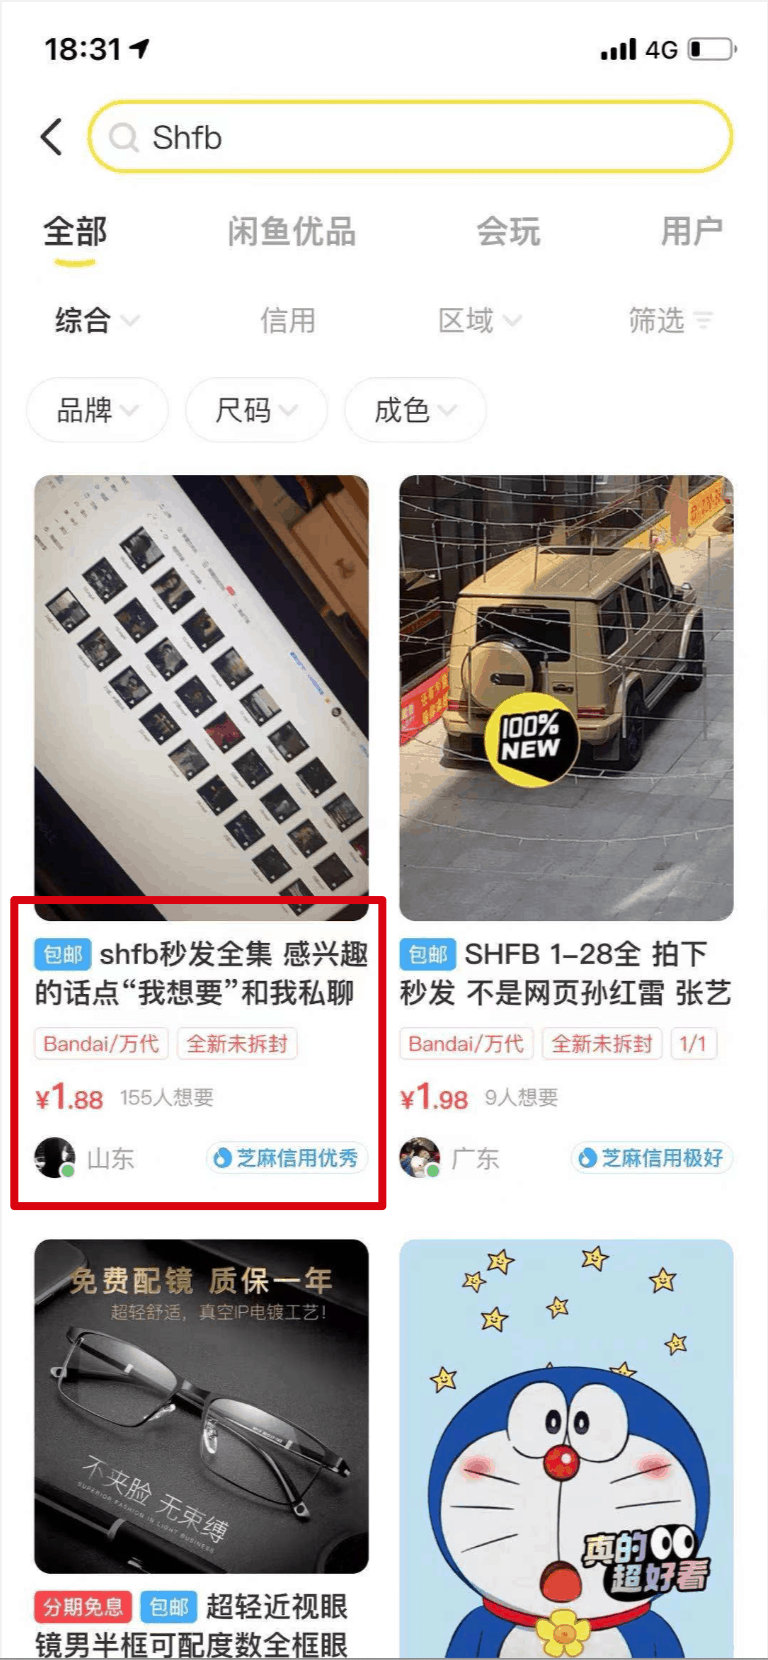 18:31
4G
Shfb
全部 闲鱼优品 会玩 用户
综合 信用 区域 筛选
品牌 尺码 成色
100%
NEW
包邮 shfb秒发全集 感兴趣
的话点“我想要”和我私聊
Bandai/万代 全新未拆封
¥1.88 155人想要
山东 芝麻信用优秀
包邮 SHFB 1-28全 拍下
秒发 不是网页孙红雷 张艺
Bandai/万代 全新未拆封 1/1
¥1.98 9人想要
广东 芝麻信用极好
免费配镜 质保一年
超轻舒适，真空IP电镀工艺！
不夹脸 无束缚
SUPERIOR FASHION IN LIGHT BUSINESS
分期免息 包邮 超轻近视眼
镜男半框可配度数全框眼
真的
超好看